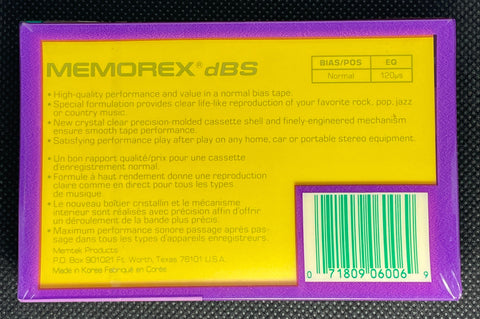 MEMOREX® dBS
BIAS/POS EQ
Normal 120µs
• High-quality performance and value in a normal bias tape.
• Special formulation provides clear life-like reproduction of your favorite rock, pop, jazz
or country music.
• New crystal clear precision-molded cassette shell and finely-engineered mechanism
ensure smooth tape performance.
• Satisfying performance play after play on any home, car or portable stereo equipment.
• Un bon rapport qualité/prix pour une cassette
d'enregistrement normal.
• Formule à haut rendement donne une reproduction
claire comme en direct pour tous les types
de musique.
• Le nouveau boîtier cristallin et le mécanisme
interieur sont réalisés avec précision afin d'offrir
un déroulement de la bande plus précis.
• Maximum performance sonore passage après pas-
sage dans tous les types d'appareils enregistreurs.
Memtek Products
P.O. Box 901021 Ft. Worth, Texas 76101 U.S.A.
Made in Korea Fabriqué en Corée
0 71809 06006 9